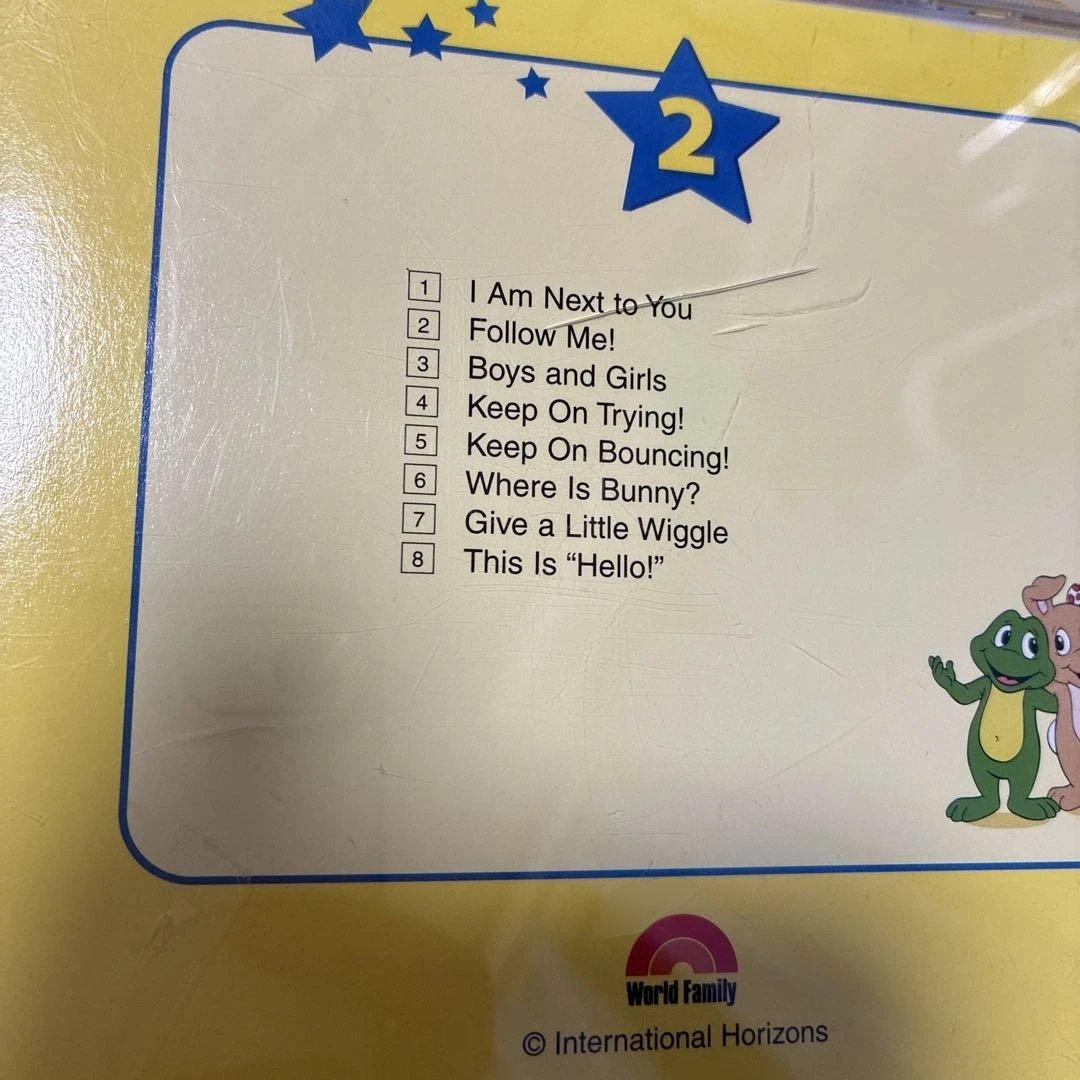 2
1 I Am Next to You
2 Follow Me!
3 Boys and Girls
4 Keep On Trying!
5 Keep On Bouncing!
6 Where Is Bunny?
7 Give a Little Wiggle
8 This Is “Hello!”
World Family
© International Horizons